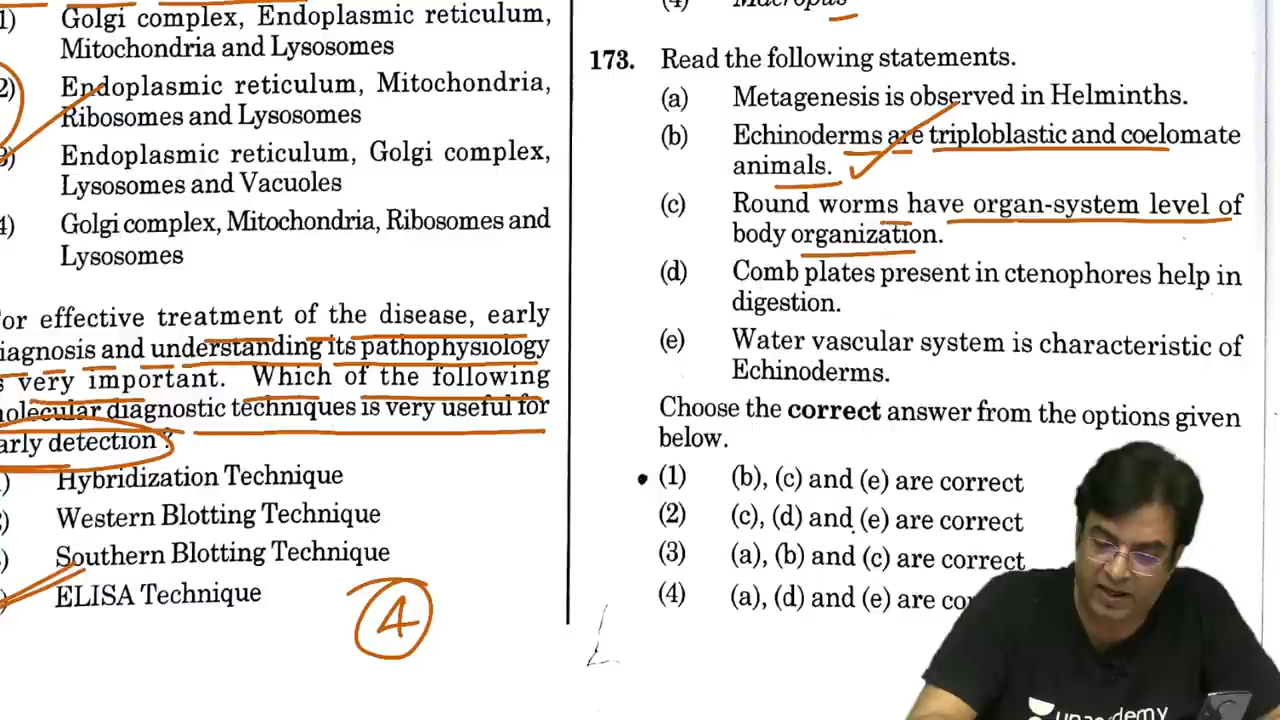 1) Golgi complex, Endoplasmic reticulum,
Mitochondria and Lysosomes
2) Endoplasmic reticulum, Mitochondria,
Ribosomes and Lysosomes
3) Endoplasmic reticulum, Golgi complex,
Lysosomes and Vacuoles
4) Golgi complex, Mitochondria, Ribosomes and
Lysosomes
or effective treatment of the disease, early
iagnosis and understanding its pathophysiology
s very important. Which of the following
olecular diagnostic techniques is very useful for
arly detection ?
) Hybridization Technique
) Western Blotting Technique
) Southern Blotting Technique
) ELISA Technique
4
(4) Macropus
173. Read the following statements.
(a) Metagenesis is observed in Helminths.
(b) Echinoderms are triploblastic and coelomate
animals.
(c) Round worms have organ-system level of
body organization.
(d) Comb plates present in ctenophores help in
digestion.
(e) Water vascular system is characteristic of
Echinoderms.
Choose the correct answer from the options given
below.
(1) (b), (c) and (e) are correct
(2) (c), (d) and (e) are correct
(3) (a), (b) and (c) are correct
(4) (a), (d) and (e) are co
unacademy